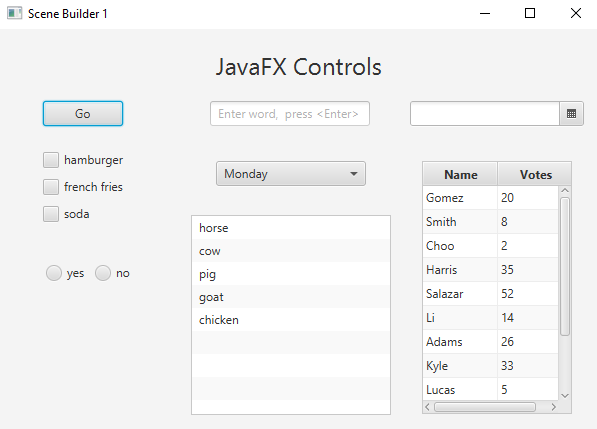 Scene Builder 1
JavaFX Controls
Go
Enter word,  press <Enter>
hamburger
french fries
soda
yes
no
Monday
horse
cow
pig
goat
chicken
Name Votes
Gomez 20
Smith 8
Choo 2
Harris 35
Salazar 52
Li 14
Adams 26
Kyle 33
Lucas 5